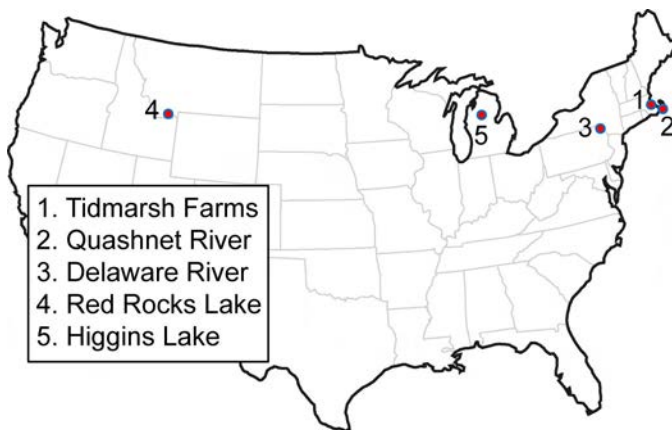 1
2
3
4
5
1. Tidmarsh Farms
2. Quashnet River
3. Delaware River
4. Red Rocks Lake
5. Higgins Lake